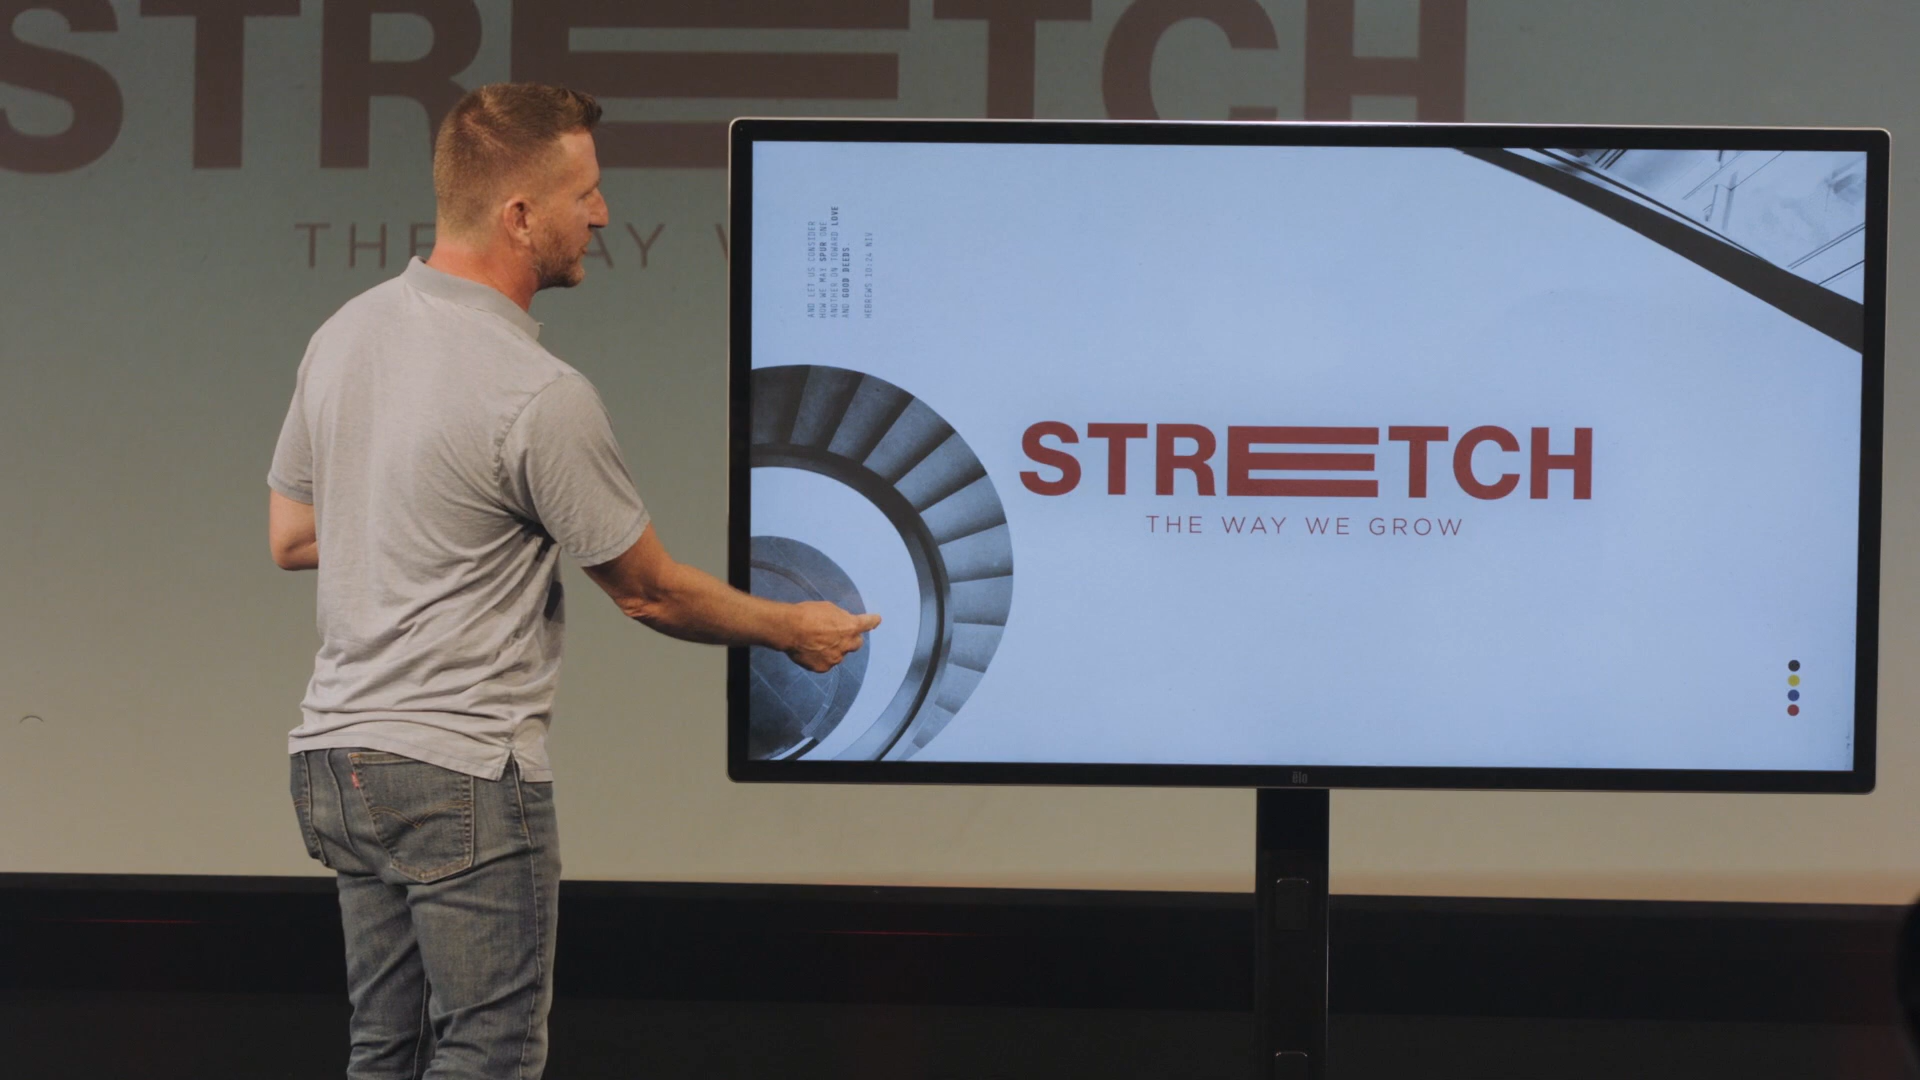 STRETCH
THE WAY
AND LET US CONSIDER
HOW WE MAY SPUR ONE
ANOTHER ON TOWARD LOVE
AND GOOD DEEDS.
HEBREWS 10:24 NIV
STRETCH
THE WAY WE GROW
elo